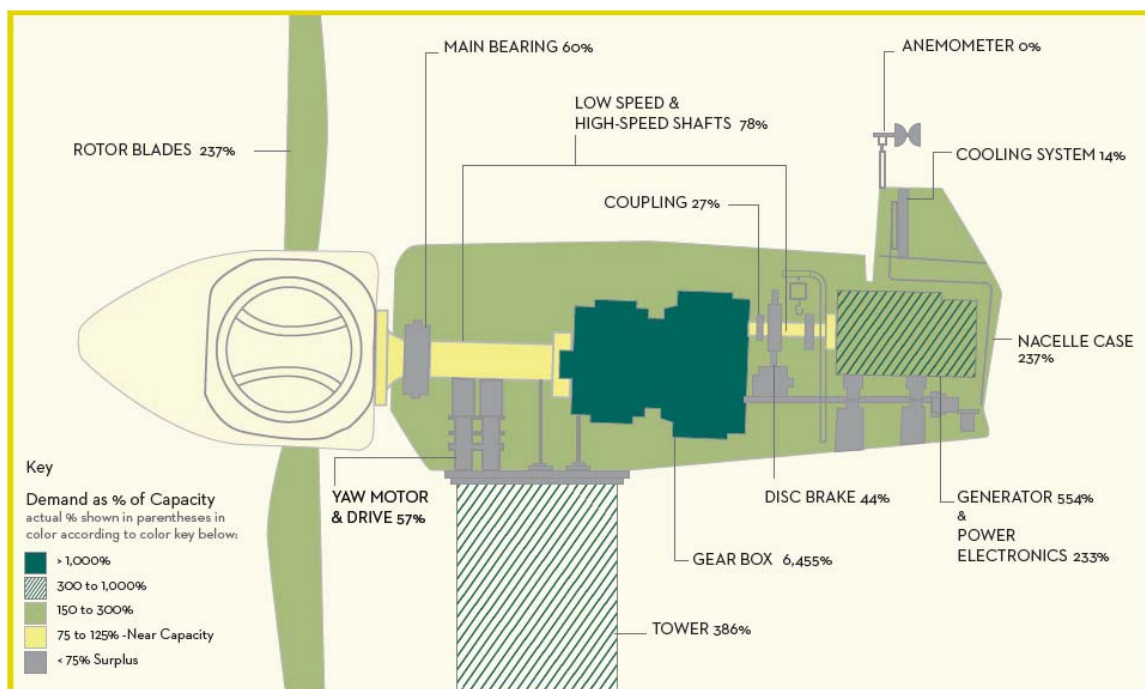 MAIN BEARING 60%
ANEMOMETER 0%
LOW SPEED &
HIGH-SPEED SHAFTS 78%
ROTOR BLADES 237%
COOLING SYSTEM 14%
COUPLING 27%
NACELLE CASE
237%
Key
Demand as % of Capacity
actual % shown in parentheses in
color according to color key below:
> 1,000%
300 to 1,000%
150 to 300%
75 to 125% -Near Capacity
< 75% Surplus
YAW MOTOR
& DRIVE 57%
DISC BRAKE 44%
GENERATOR 554%
&
POWER
ELECTRONICS 233%
GEAR BOX 6,455%
TOWER 386%